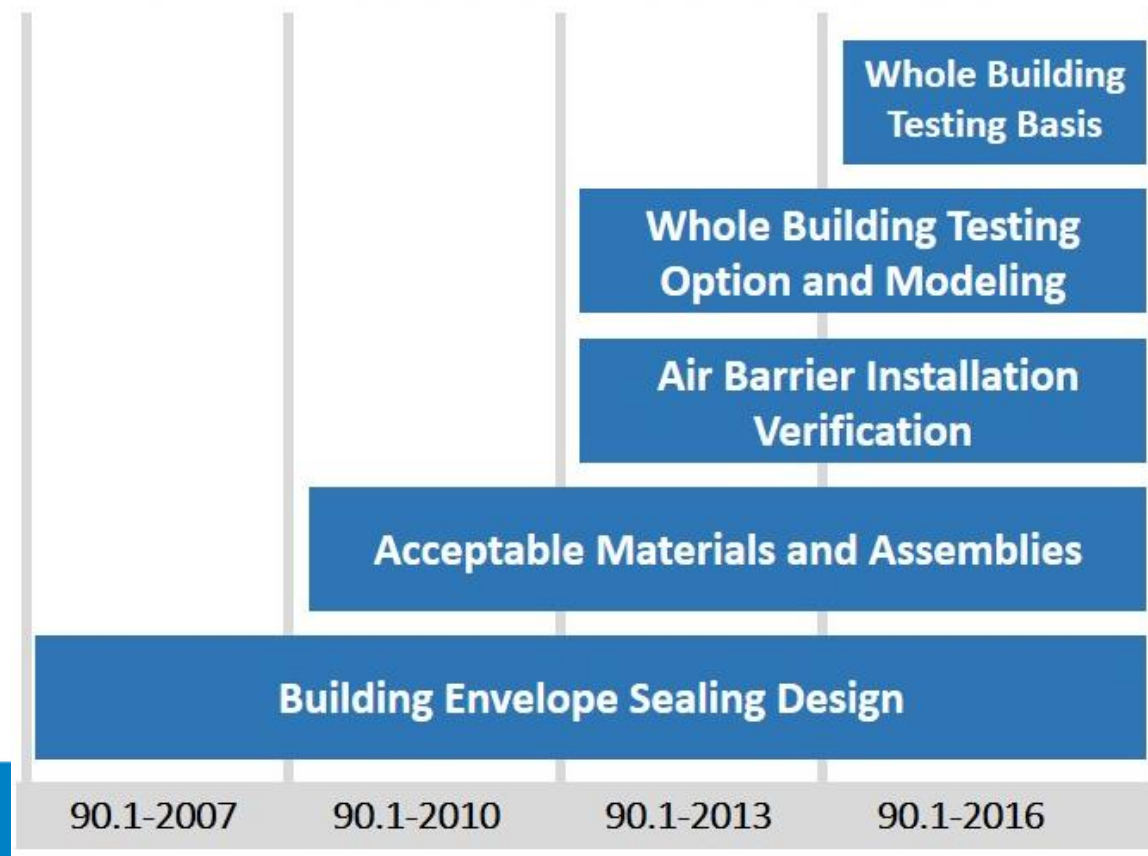 Whole Building
Testing Basis
Whole Building Testing
Option and Modeling
Air Barrier Installation
Verification
Acceptable Materials and Assemblies
Building Envelope Sealing Design
90.1-2007 90.1-2010 90.1-2013 90.1-2016